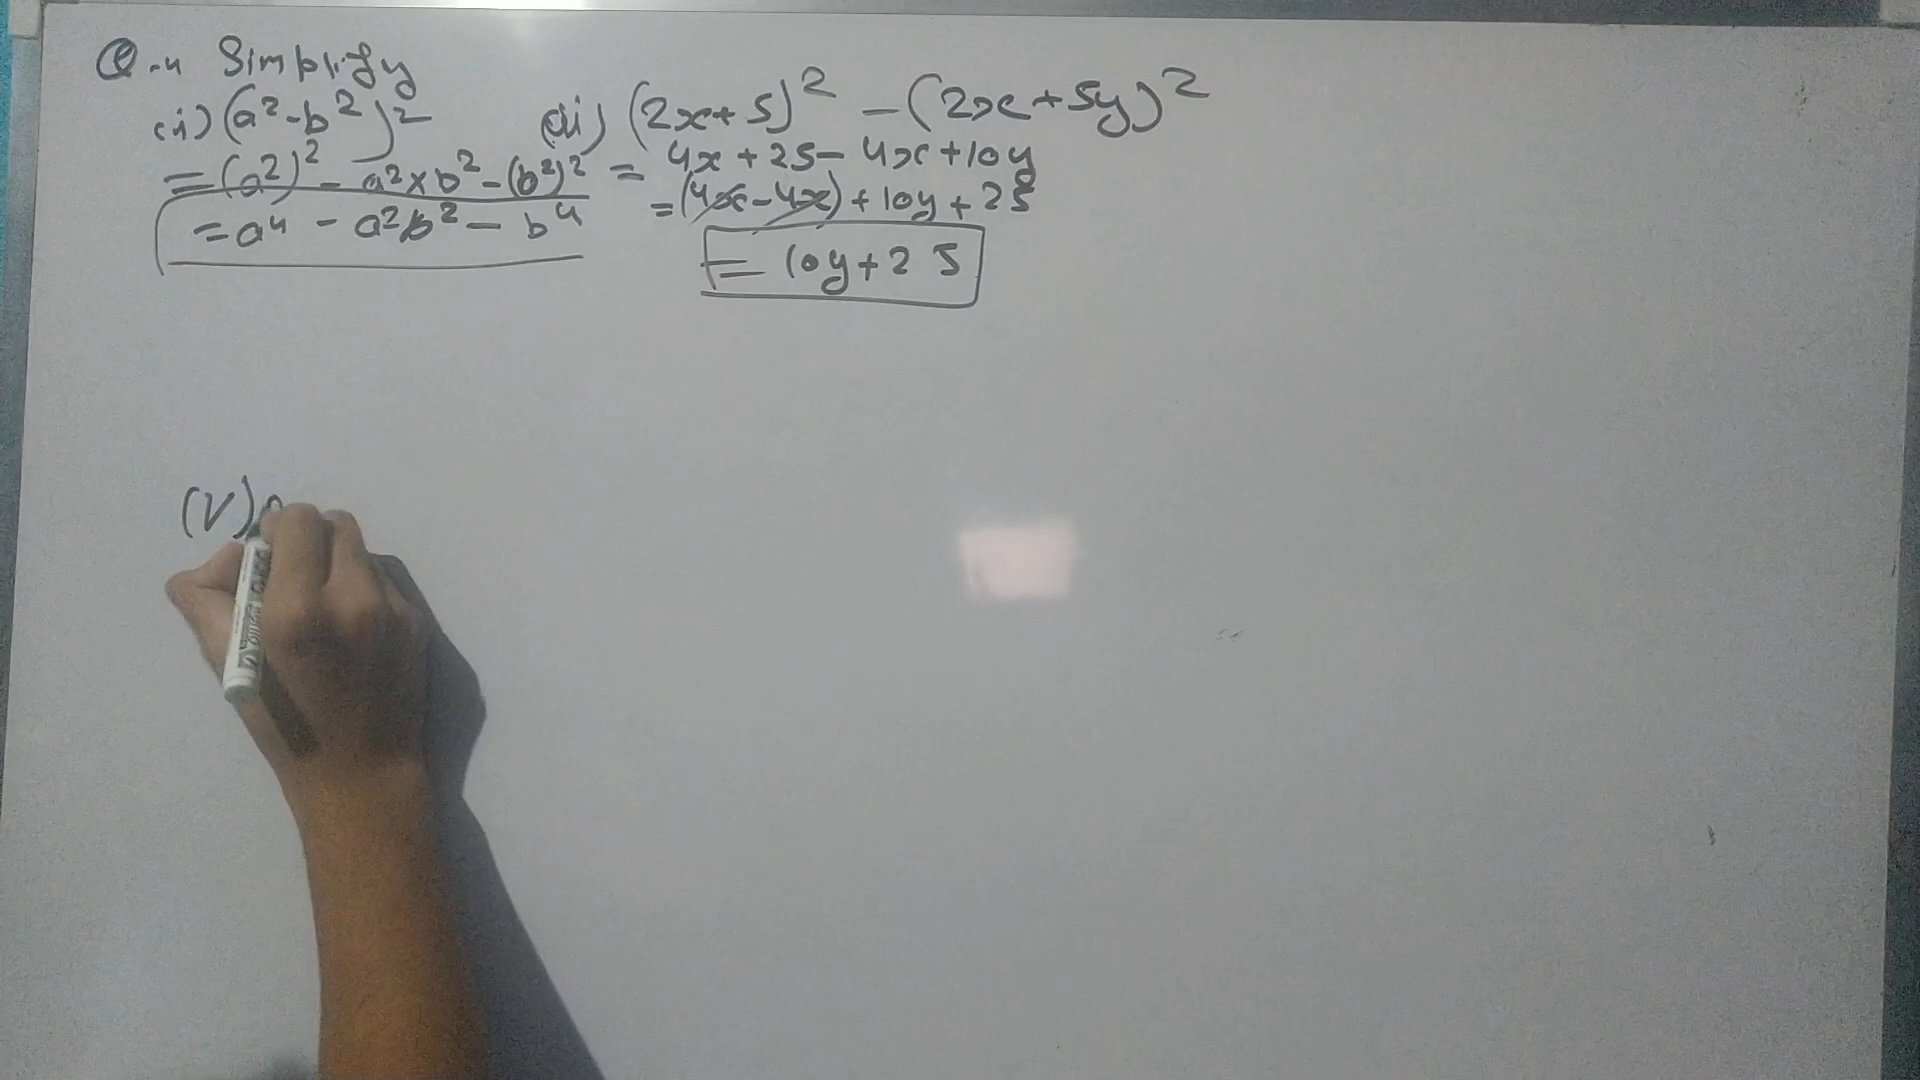 Q.4 Simplify
(i) (a²-b²)²
= (a²)² - a²×b² - (b²)²
= a⁴ - a²b² - b⁴
(ii) (2x+5)² - (2x+5y)²
= 4x + 25 - 4x + 10y
= (4x - 4x) + 10y + 25
= 10y + 25
(V)